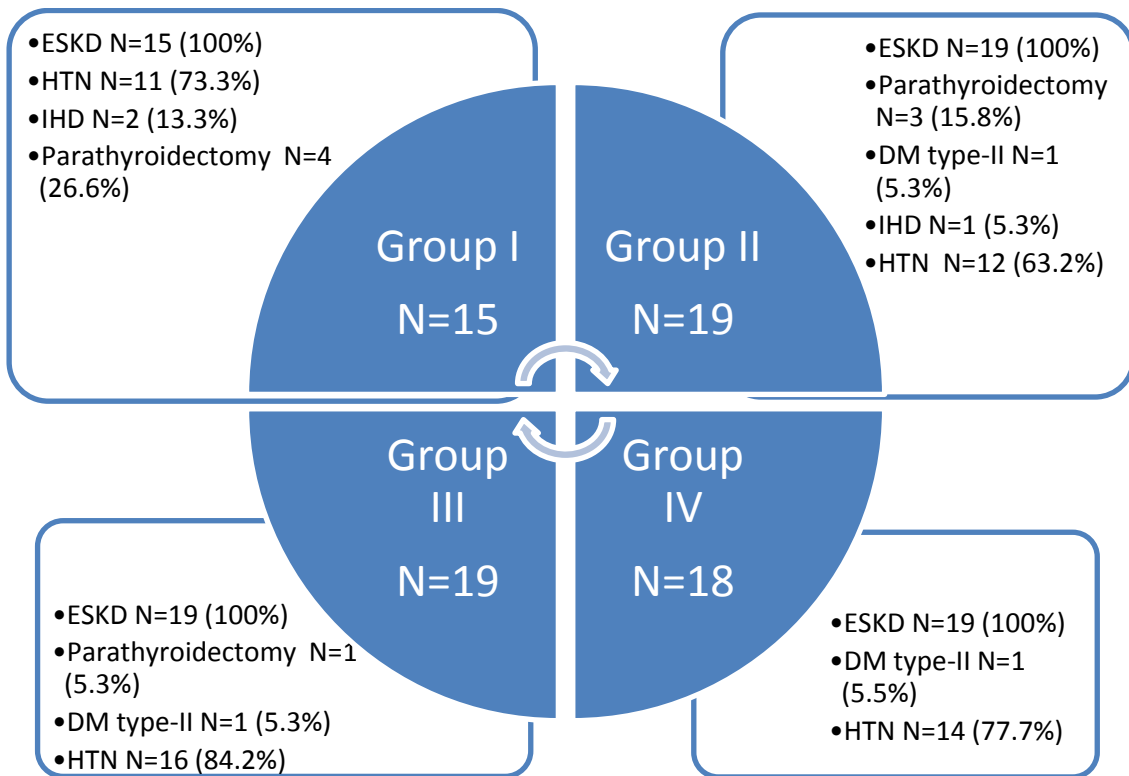 •ESKD N=15 (100%)
•HTN N=11 (73.3%)
•IHD N=2 (13.3%)
•Parathyroidectomy N=4
(26.6%)
•ESKD N=19 (100%)
•Parathyroidectomy
N=3 (15.8%)
•DM type-II N=1
(5.3%)
•IHD N=1 (5.3%)
•HTN N=12 (63.2%)
Group I
N=15
Group II
N=19
Group
III
N=19
Group
IV
N=18
•ESKD N=19 (100%)
•Parathyroidectomy N=1
(5.3%)
•DM type-II N=1 (5.3%)
•HTN N=16 (84.2%)
•ESKD N=19 (100%)
•DM type-II N=1
(5.5%)
•HTN N=14 (77.7%)